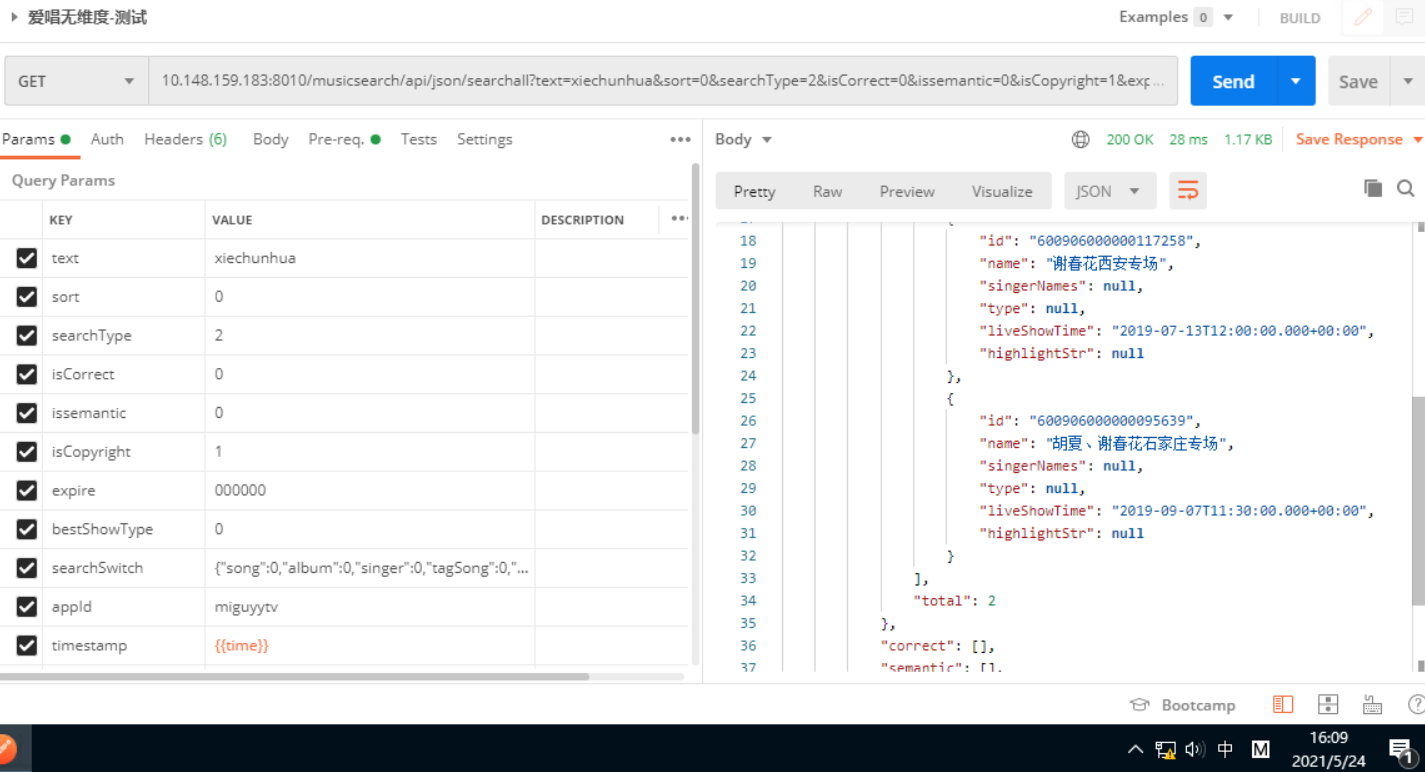 爱唱无维度-测试
Examples 0
BUILD
GET
10.148.159.183:8010/musicsearch/api/json/searchall?text=xiechunhua&sort=0&searchType=2&isCorrect=0&issemantic=0&isCopyright=1&exp...
Send
Save
Params Auth Headers (6) Body Pre-req. Tests Settings
Query Params
KEY VALUE DESCRIPTION
text xiechunhua
sort 0
searchType 2
isCorrect 0
issemantic 0
isCopyright 1
expire 000000
bestShowType 0
searchSwitch {"song":0,"album":0,"singer":0,"tagSong":0,"...
appId miguyytv
timestamp {{time}}
Body
200 OK 28 ms 1.17 KB Save Response
Pretty Raw Preview Visualize JSON
18 "id": "600906000000117258",
19 "name": "谢春花西安专场",
20 "singerNames": null,
21 "type": null,
22 "liveShowTime": "2019-07-13T12:00:00.000+00:00",
23 "highlightStr": null
24 },
25 {
26 "id": "600906000000095639",
27 "name": "胡夏、谢春花石家庄专场",
28 "singerNames": null,
29 "type": null,
30 "liveShowTime": "2019-09-07T11:30:00.000+00:00",
31 "highlightStr": null
32 }
33 ],
34 "total": 2
35 },
36 "correct": [],
37 "semantic": [],
Bootcamp
中 M
16:09
2021/5/24
1